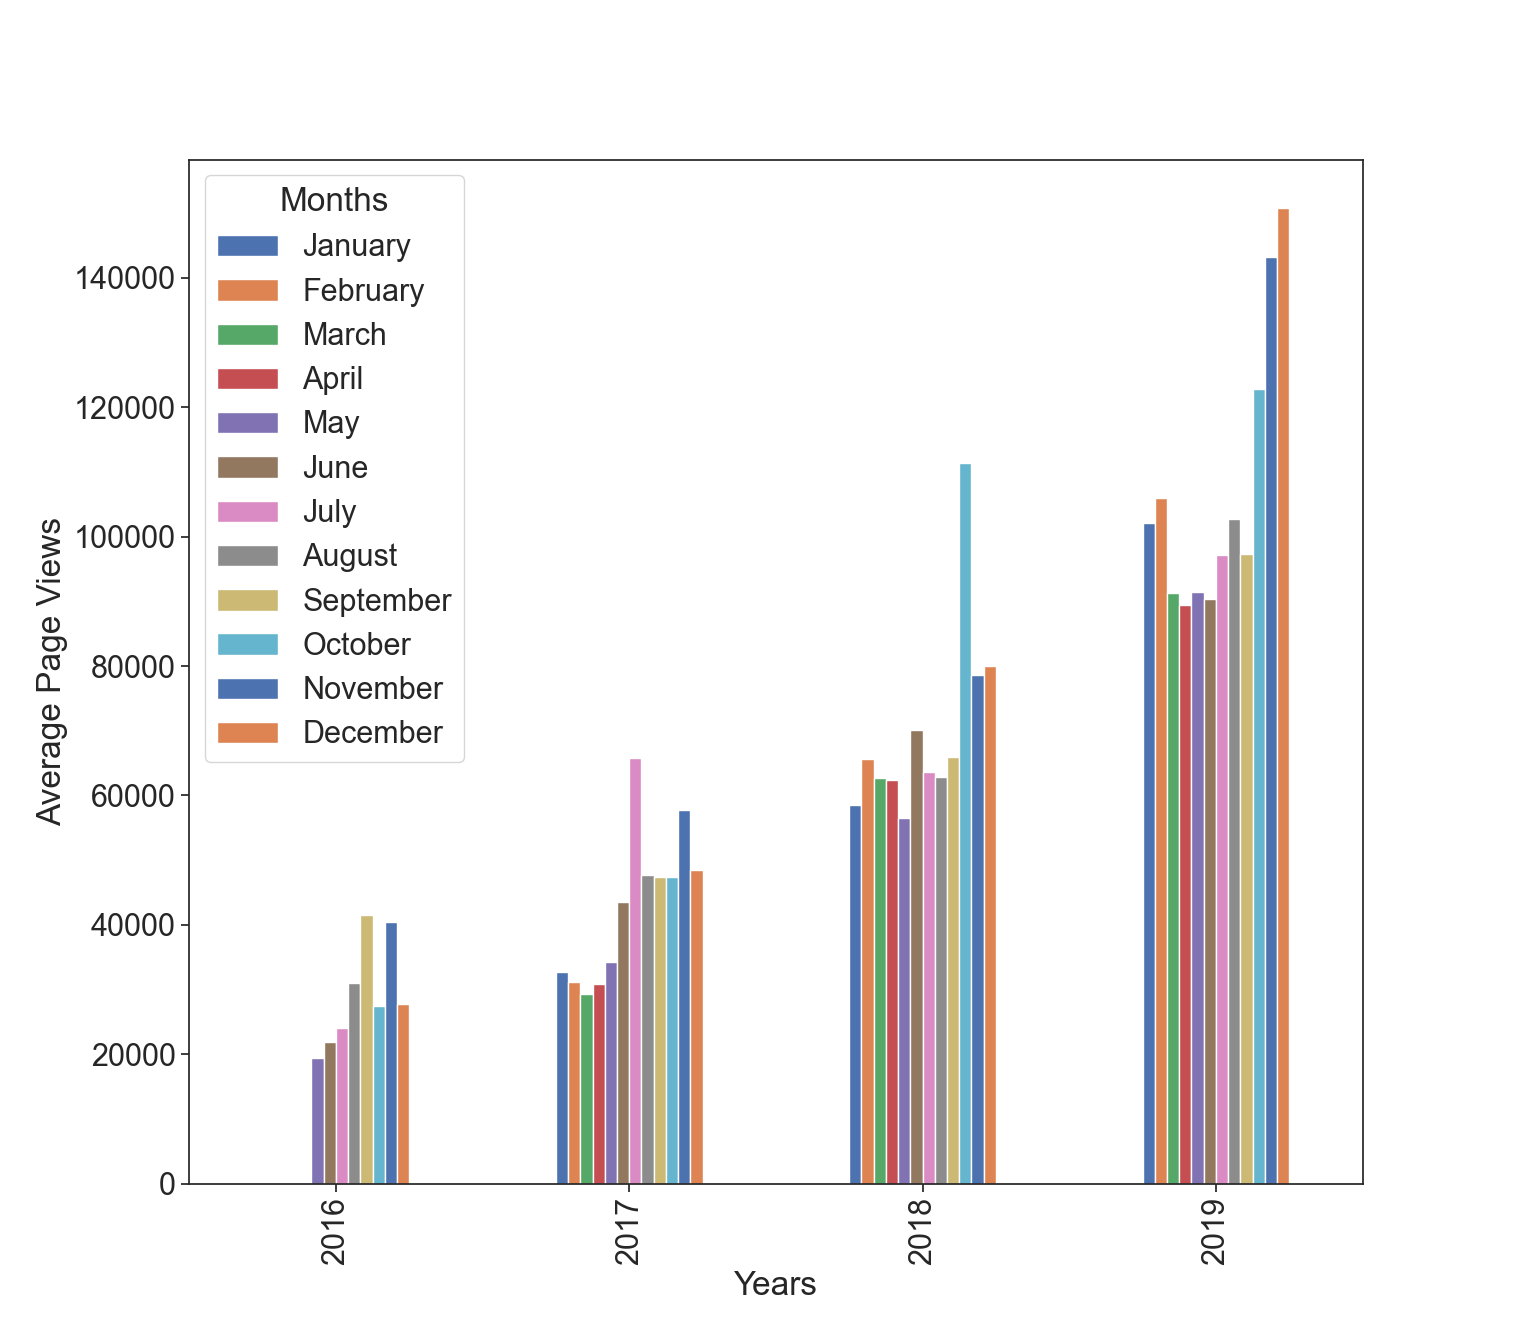 Months
January
February
March
April
May
June
July
August
September
October
November
December
140000
120000
100000
80000
60000
40000
20000
0
Average Page Views
2016
2017
2018
2019
Years